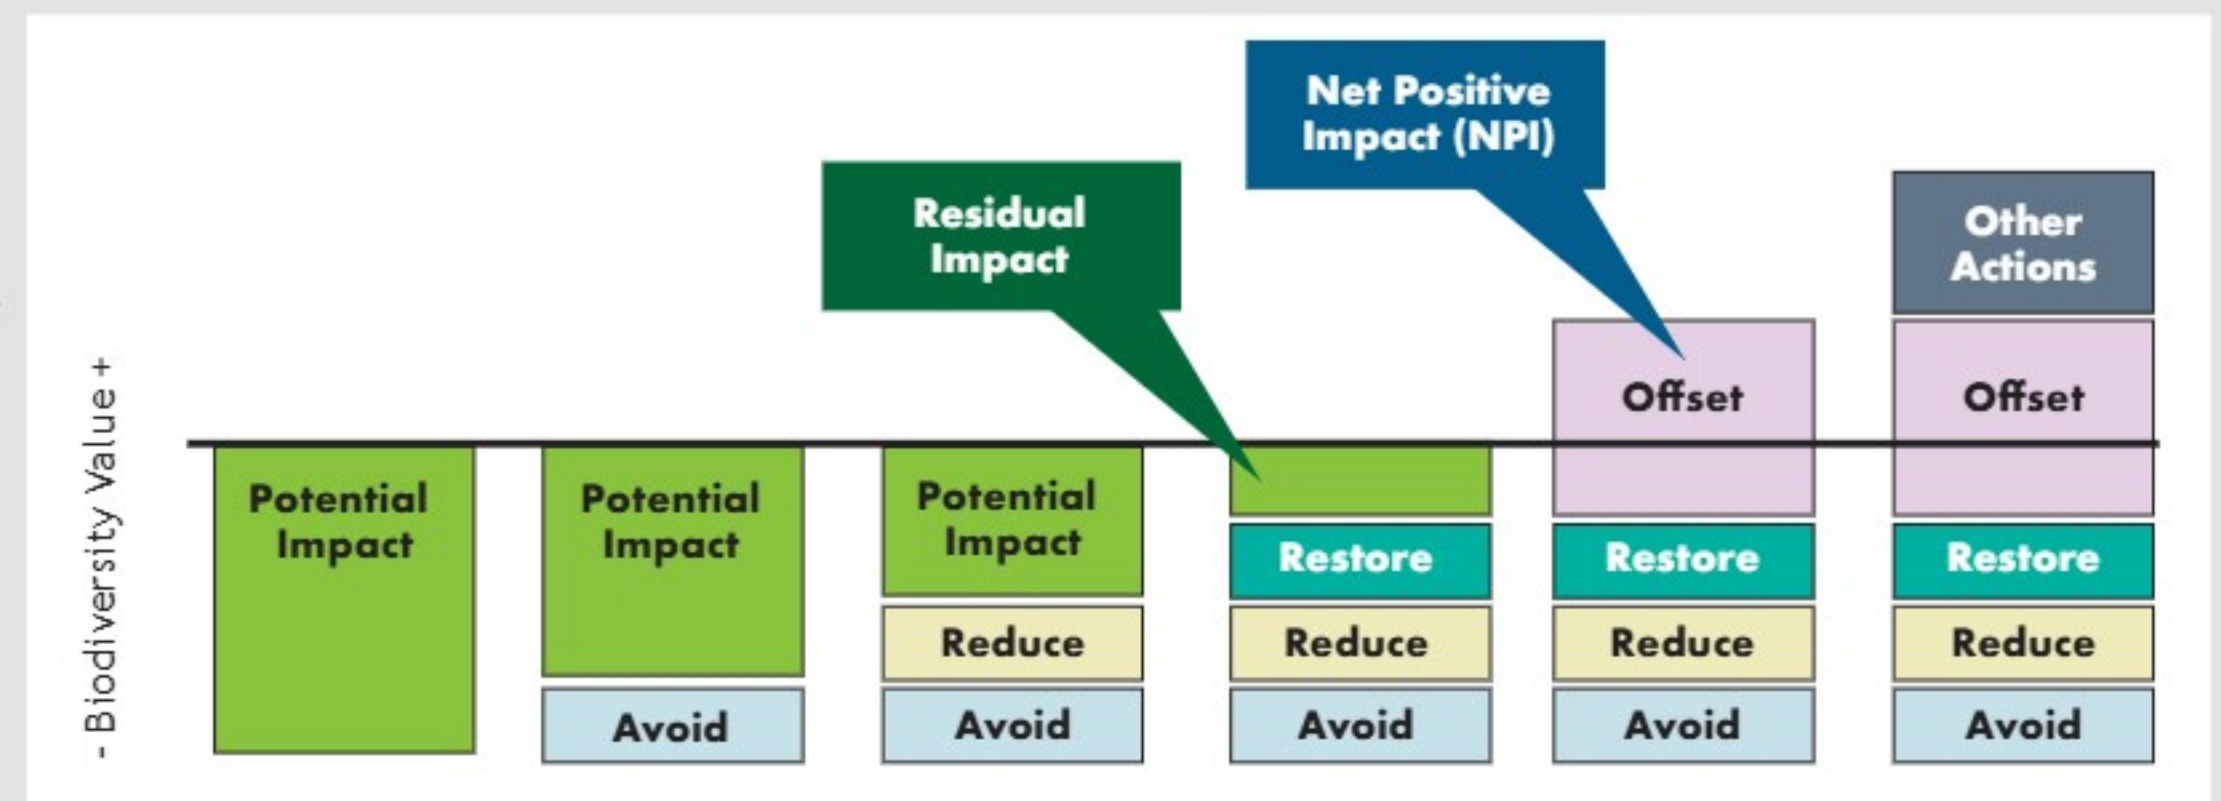 Net Positive
Impact (NPI)
Residual
Impact
Other
Actions
- Biodiversity Value +
Offset
Offset
Potential
Impact
Potential
Impact
Potential
Impact
Restore
Restore
Restore
Reduce
Reduce
Reduce
Reduce
Avoid
Avoid
Avoid
Avoid
Avoid